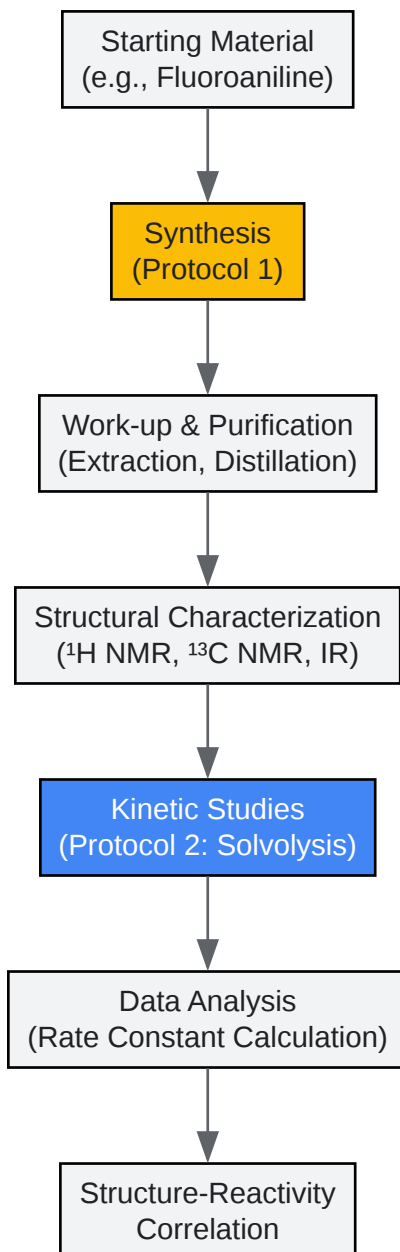 Starting Material
(e.g., Fluoroaniline)
Synthesis
(Protocol 1)
Work-up & Purification
(Extraction, Distillation)
Structural Characterization
(¹H NMR, ¹³C NMR, IR)
Kinetic Studies
(Protocol 2: Solvolysis)
Data Analysis
(Rate Constant Calculation)
Structure-Reactivity
Correlation